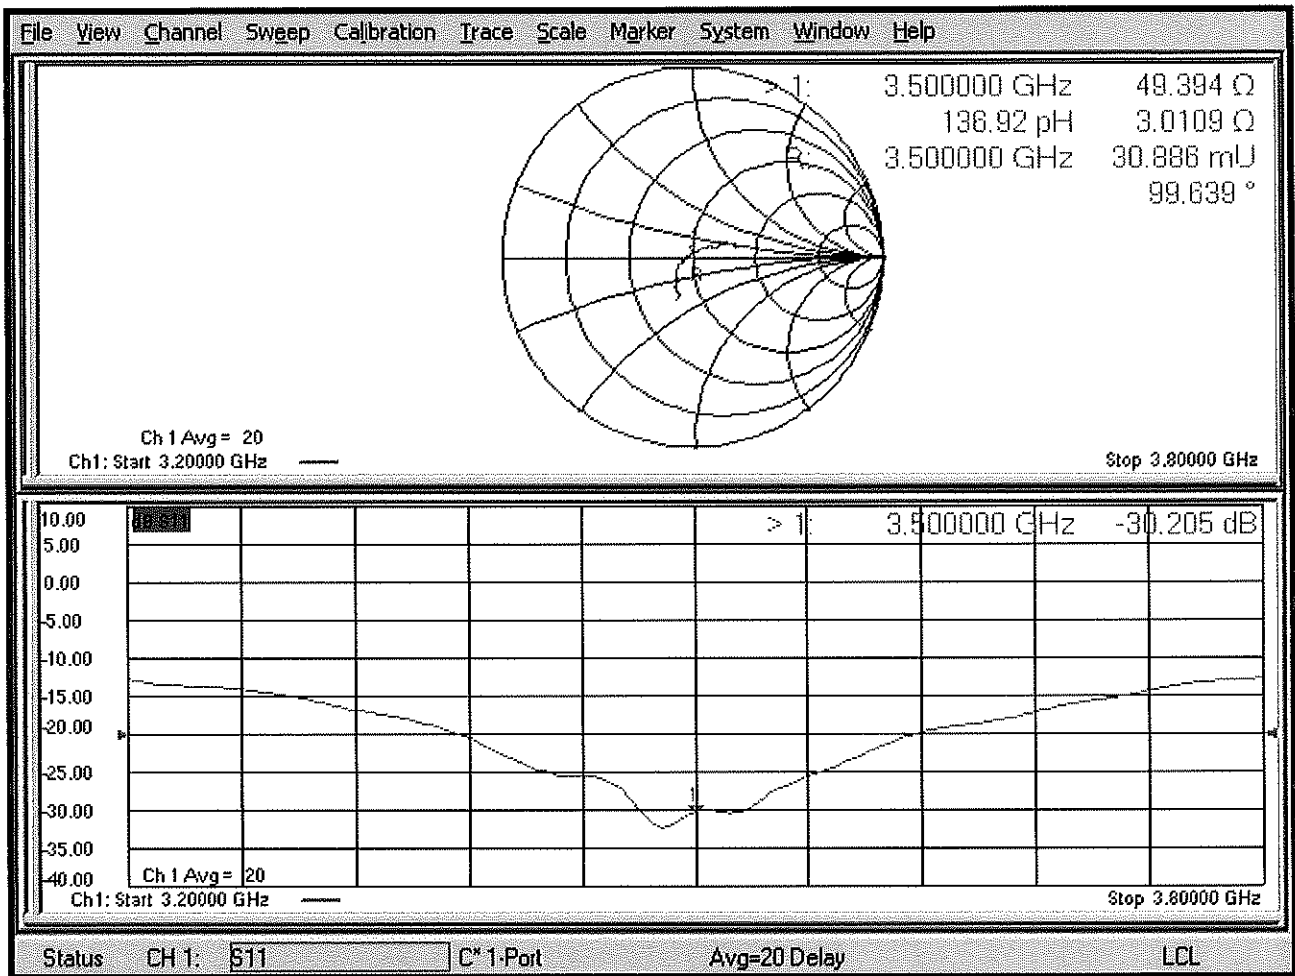 File View Channel Sweep Calibration Trace Scale Marker System Window Help
> 1: 3.500000 GHz 49.394 Ω
136.92 pH 3.0109 Ω
3.500000 GHz 30.886 mU
99.639 °
Ch 1 Avg = 20
Ch1: Start 3.20000 GHz
Stop 3.80000 GHz
10.00 dB S11 > 1: 3.500000 GHz -30.205 dB
5.00
0.00
-5.00
-10.00
-15.00
-20.00
-25.00
-30.00
1
-35.00
-40.00
Ch 1 Avg = 20
Ch1: Start 3.20000 GHz
Stop 3.80000 GHz
Status CH 1: S11 C* 1-Port Avg=20 Delay LCL